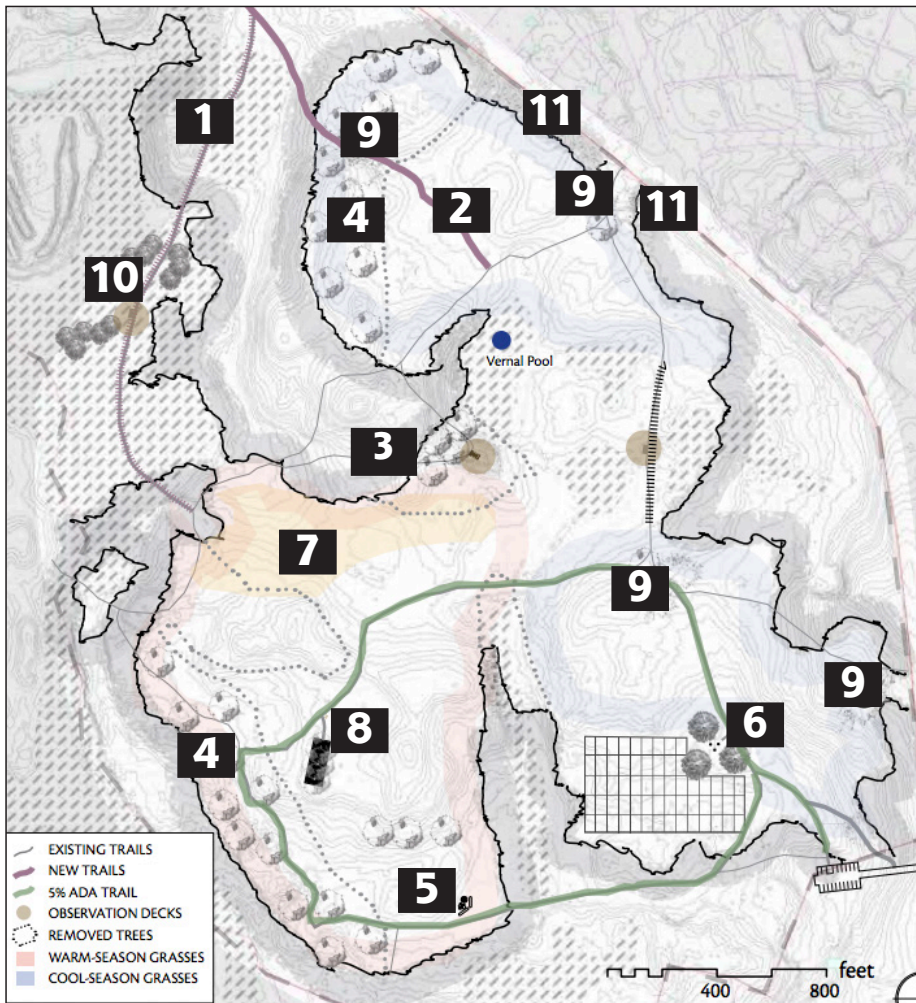 1
11
9
9
2
11
4
10
Vernal Pool
3
7
9
9
6
8
4
5
EXISTING TRAILS
NEW TRAILS
5% ADA TRAIL
OBSERVATION DECKS
REMOVED TREES
WARM-SEASON GRASSES
COOL-SEASON GRASSES
feet
400 800